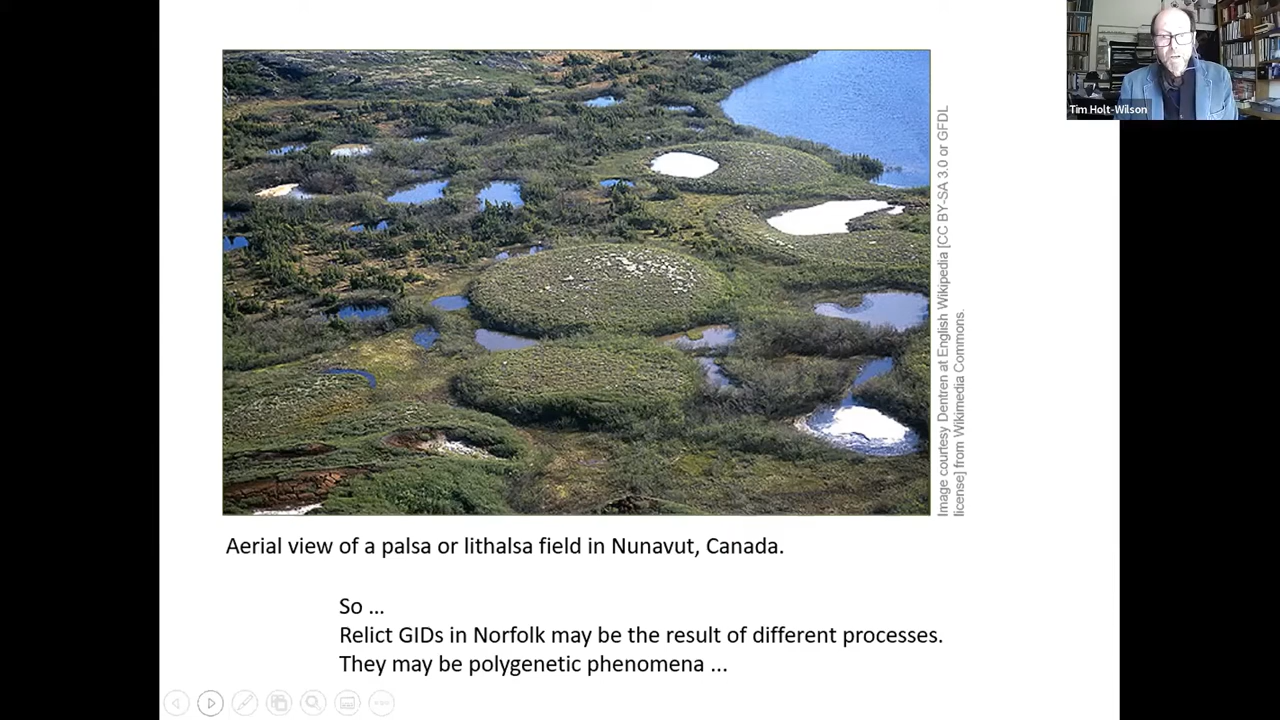 Tim Holt-Wilson
Image courtesy Dentren at English Wikipedia [CC BY-SA 3.0 or GFDL
license] from Wikimedia Commons.
Aerial view of a palsa or lithalsa field in Nunavut, Canada.
So ...
Relict GIDs in Norfolk may be the result of different processes.
They may be polygenetic phenomena ...